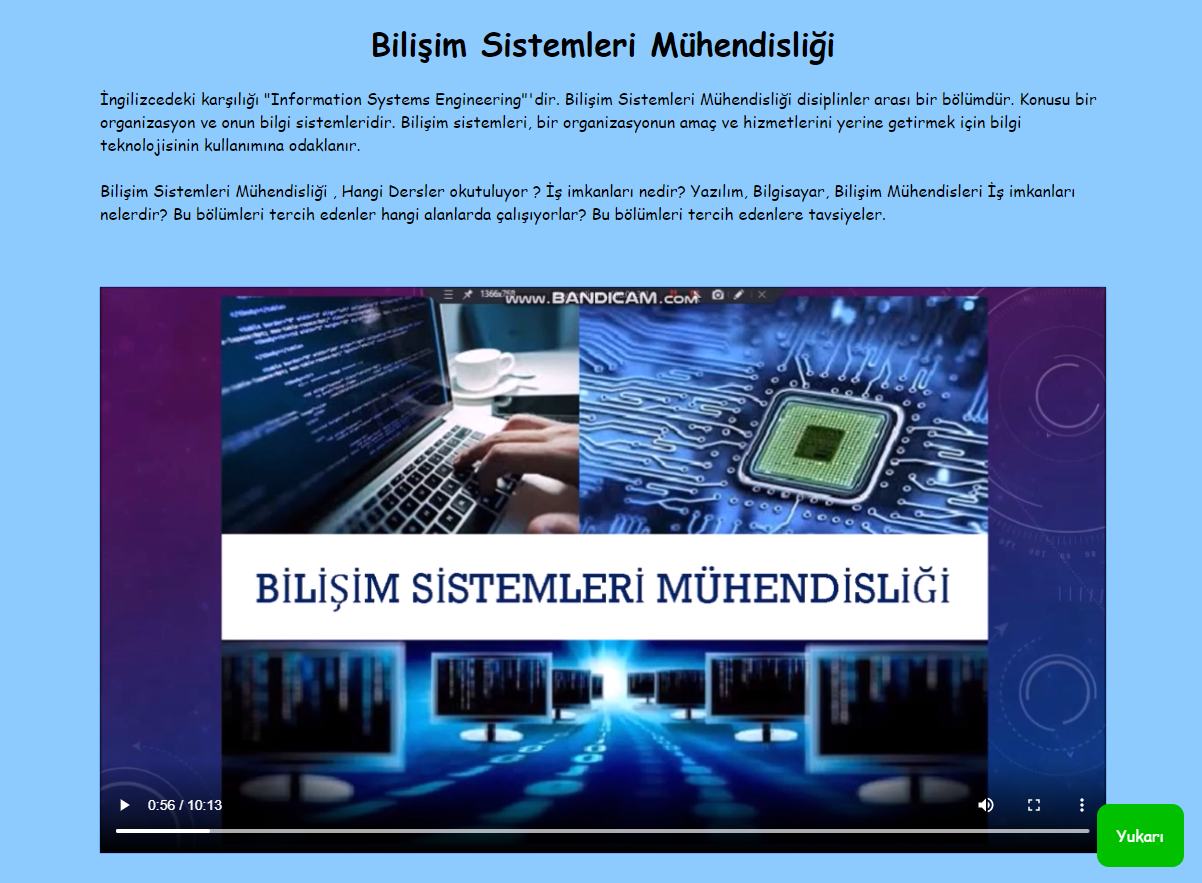 Bilişim Sistemleri Mühendisliği
İngilizcedeki karşılığı "Information Systems Engineering"'dir. Bilişim Sistemleri Mühendisliği disiplinler arası bir bölümdür. Konusu bir
organizasyon ve onun bilgi sistemleridir. Bilişim sistemleri, bir organizasyonun amaç ve hizmetlerini yerine getirmek için bilgi
teknolojisinin kullanımına odaklanır.
Bilişim Sistemleri Mühendisliği , Hangi Dersler okutuluyor ? İş imkanları nedir? Yazılım, Bilgisayar, Bilişim Mühendisleri İş imkanları
nelerdir? Bu bölümleri tercih edenler hangi alanlarda çalışıyorlar? Bu bölümleri tercih edenlere tavsiyeler.
www.BANDICAM.com
BİLİŞİM SİSTEMLERİ MÜHENDİSLİĞİ
0:56 / 10:13
Yukarı